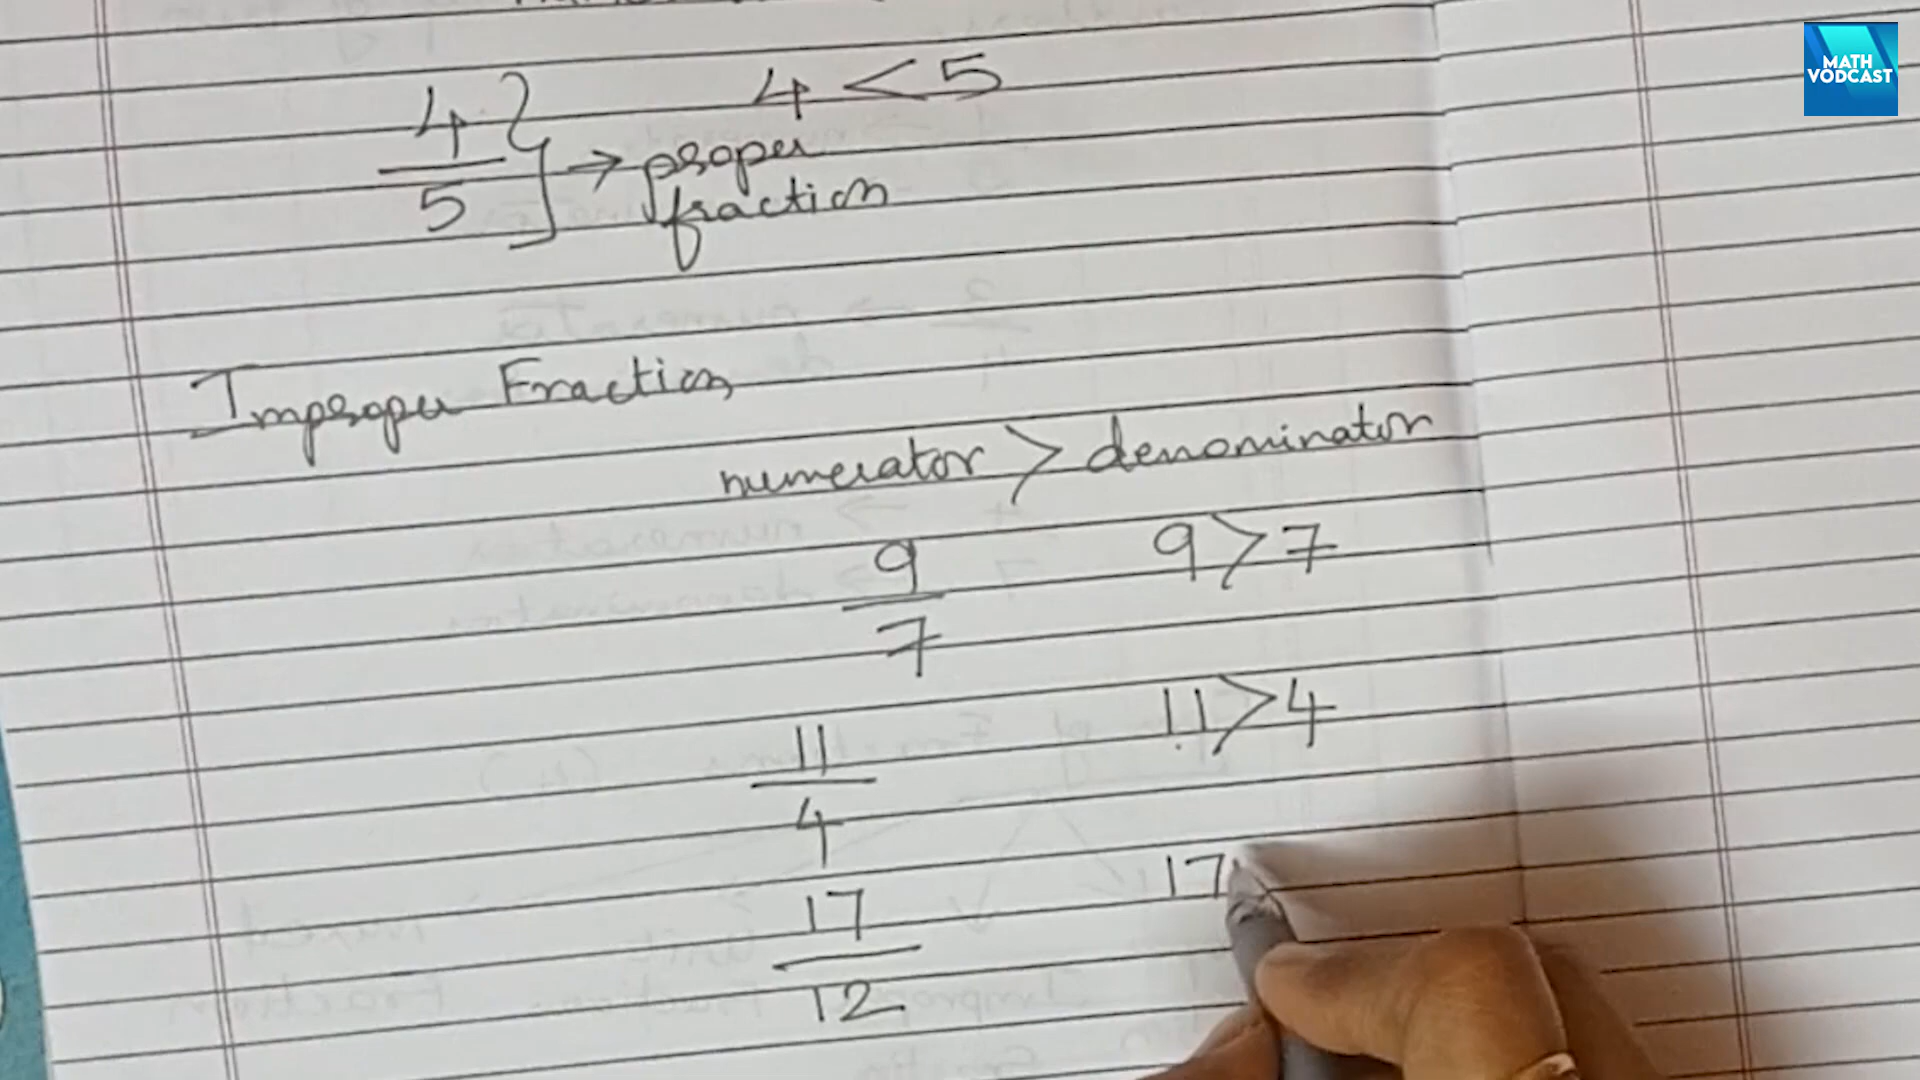 MATH
VODCAST
4
5
→ proper
fraction
4 < 5
Improper Fraction
numerator > denominator
9
7
9 > 7
11
4
11 > 4
17
12
17